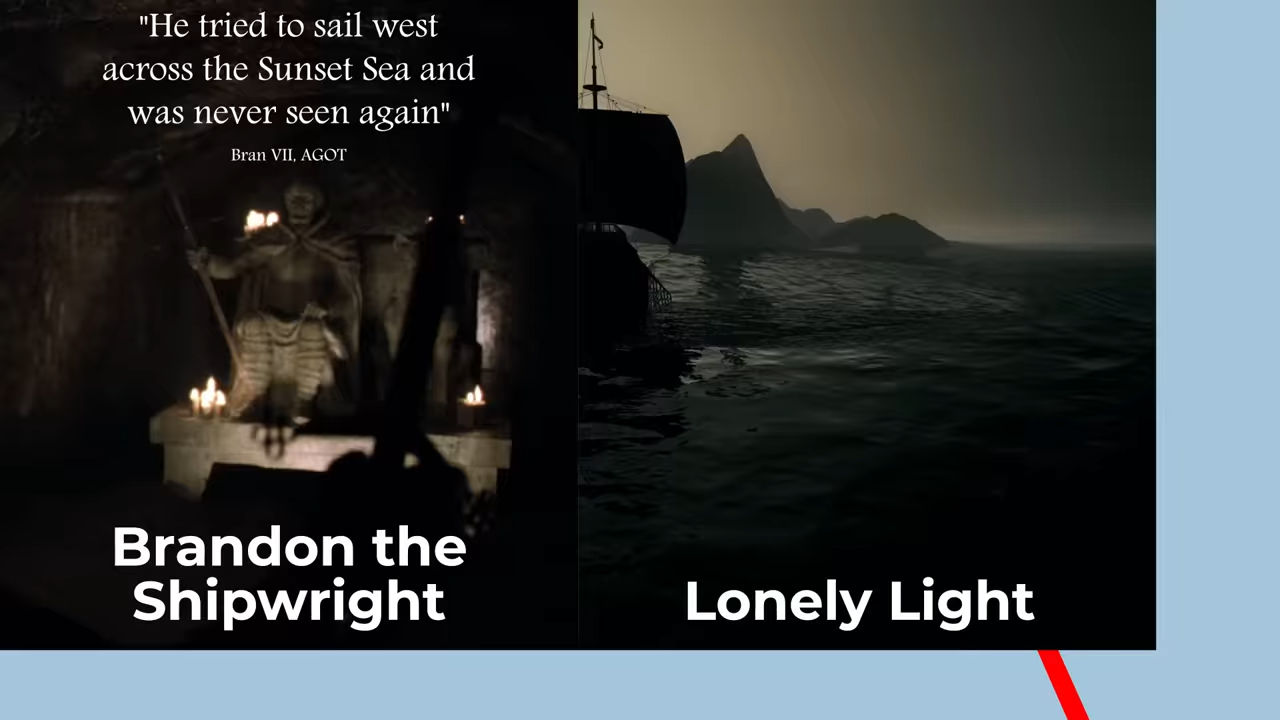 "He tried to sail west
across the Sunset Sea and
was never seen again"
Bran VII, AGOT
Brandon the
Shipwright
Lonely Light